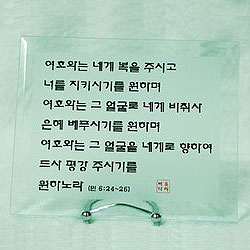 여호와는 네게 복을 주시고
너를 지키시기를 원하며
여호와는 그 얼굴로 네게 비취사
은혜 베푸시기를 원하며
여호와는 그 얼굴을 네게로 향하여
드사 평강 주시기를
원하노라 (민 6:24~26)